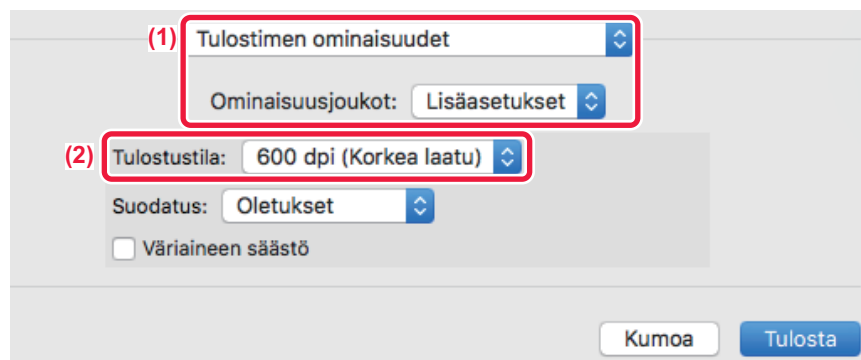 (1) Tulostimen ominaisuudet
Ominaisuusjoukot: Lisäasetukset
(2) Tulostustila: 600 dpi (Korkea laatu)
Suodatus: Oletukset
Väriaineen säästö
Kumoa Tulosta